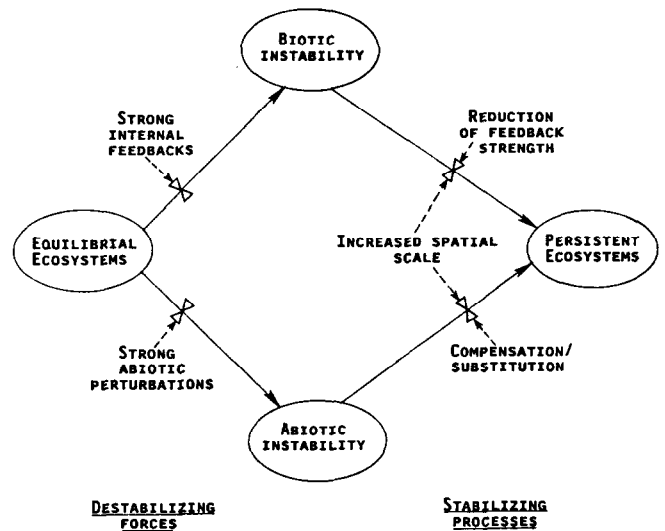 BIOTIC
INSTABILITY
STRONG
INTERNAL
FEEDBACKS
REDUCTION
OF FEEDBACK
STRENGTH
EQUILIBRIAL
ECOSYSTEMS
INCREASED SPATIAL
SCALE
PERSISTENT
ECOSYSTEMS
STRONG
ABIOTIC
PERTURBATIONS
COMPENSATION/
SUBSTITUTION
ABIOTIC
INSTABILITY
DESTABILIZING
FORCES
STABILIZING
PROCESSES